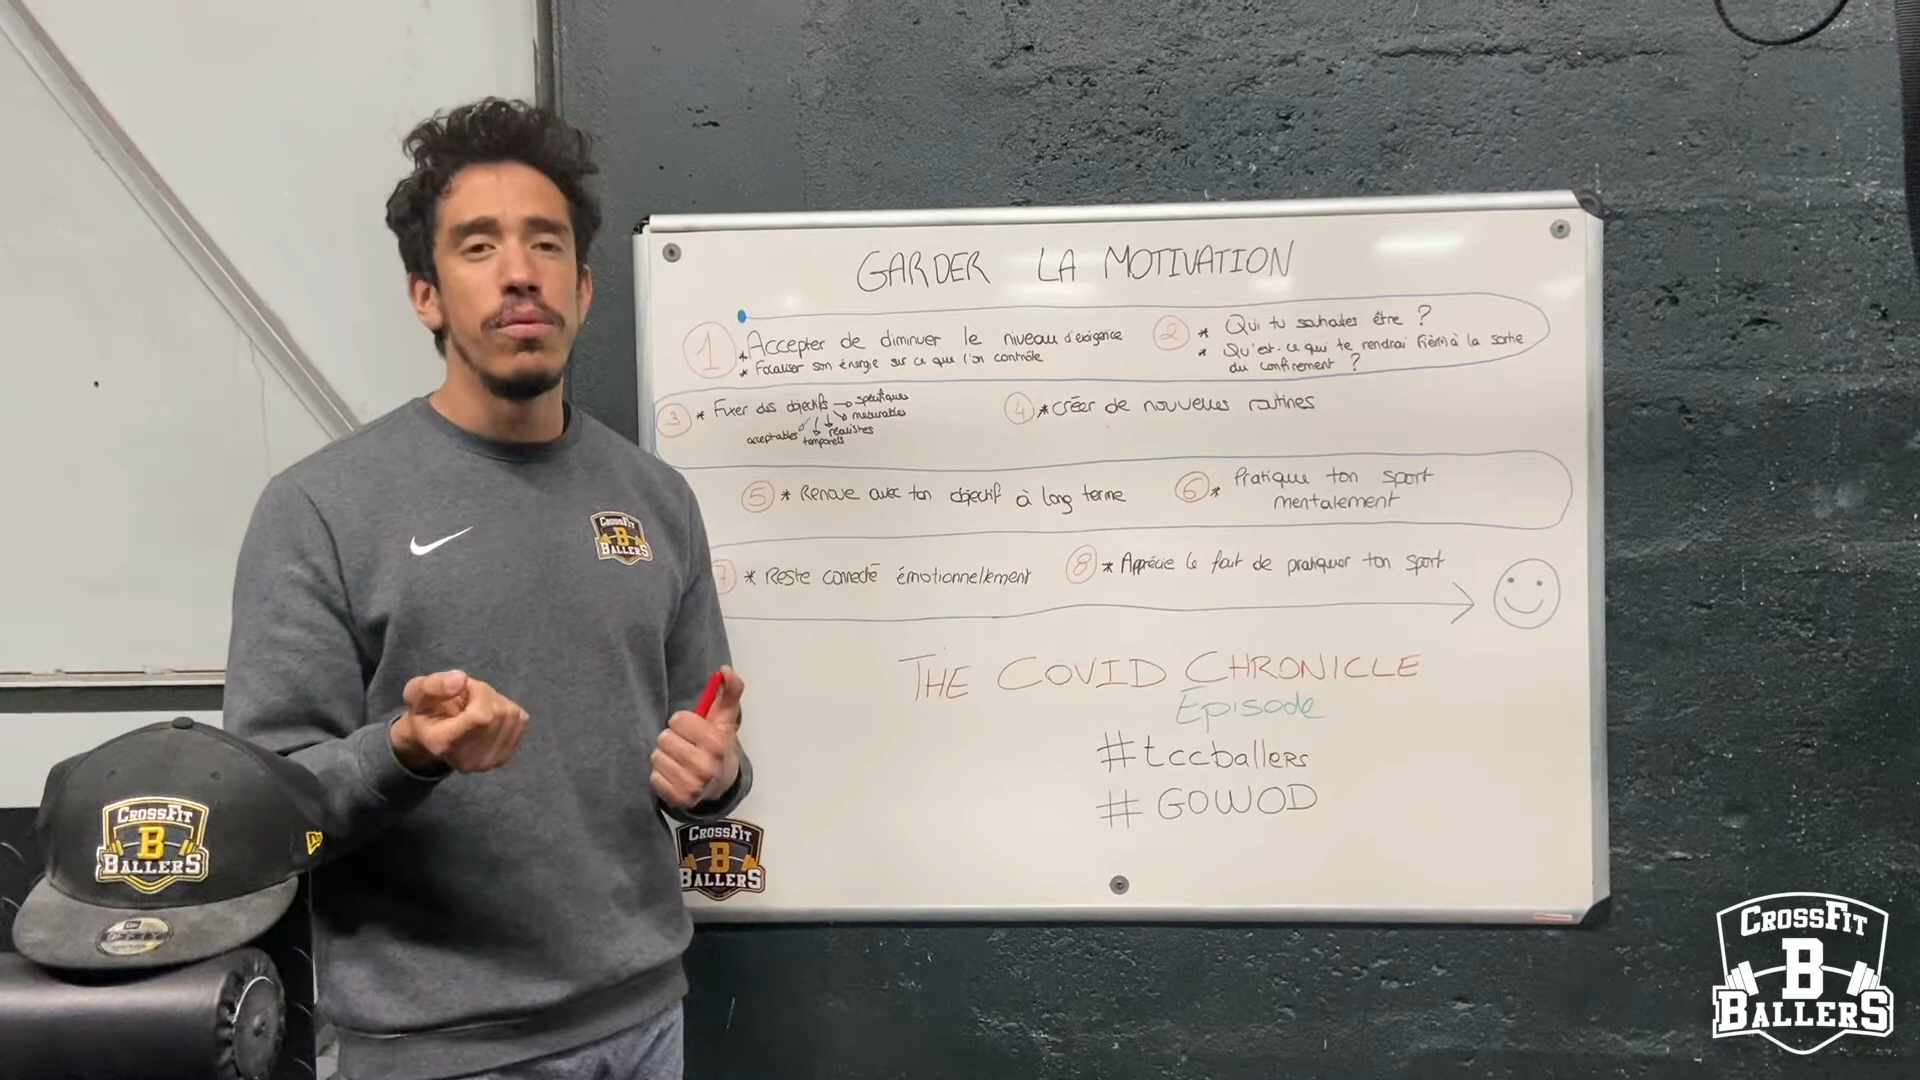 GARDER LA MOTIVATION
1 * Accepter de diminuer le niveau d'exigence
* Focaliser son énergie sur ce que l'on contrôle
2 * Qui tu souhaites être ?
* Qu'est-ce qui te rendrai fièr(e) à la sortie
du confinement ?
3 * Fixer des objectifs → spécifiques
mesurables
réalistes
temporels
acceptables
4 * créer de nouvelles routines
5 * Renoue avec ton objectif à long terme
6 * Pratique ton sport
mentalement
7 * Reste connecté émotionnellement
8 * Apprécie le fait de pratiquer ton sport
THE COVID CHRONICLE
Episode
#tccballers
#GOWOD
CROSSFIT
B
BALLERS
CROSSFIT
B
BALLERS
CROSSFIT
B
BALLERS
CROSSFIT
B
BALLERS